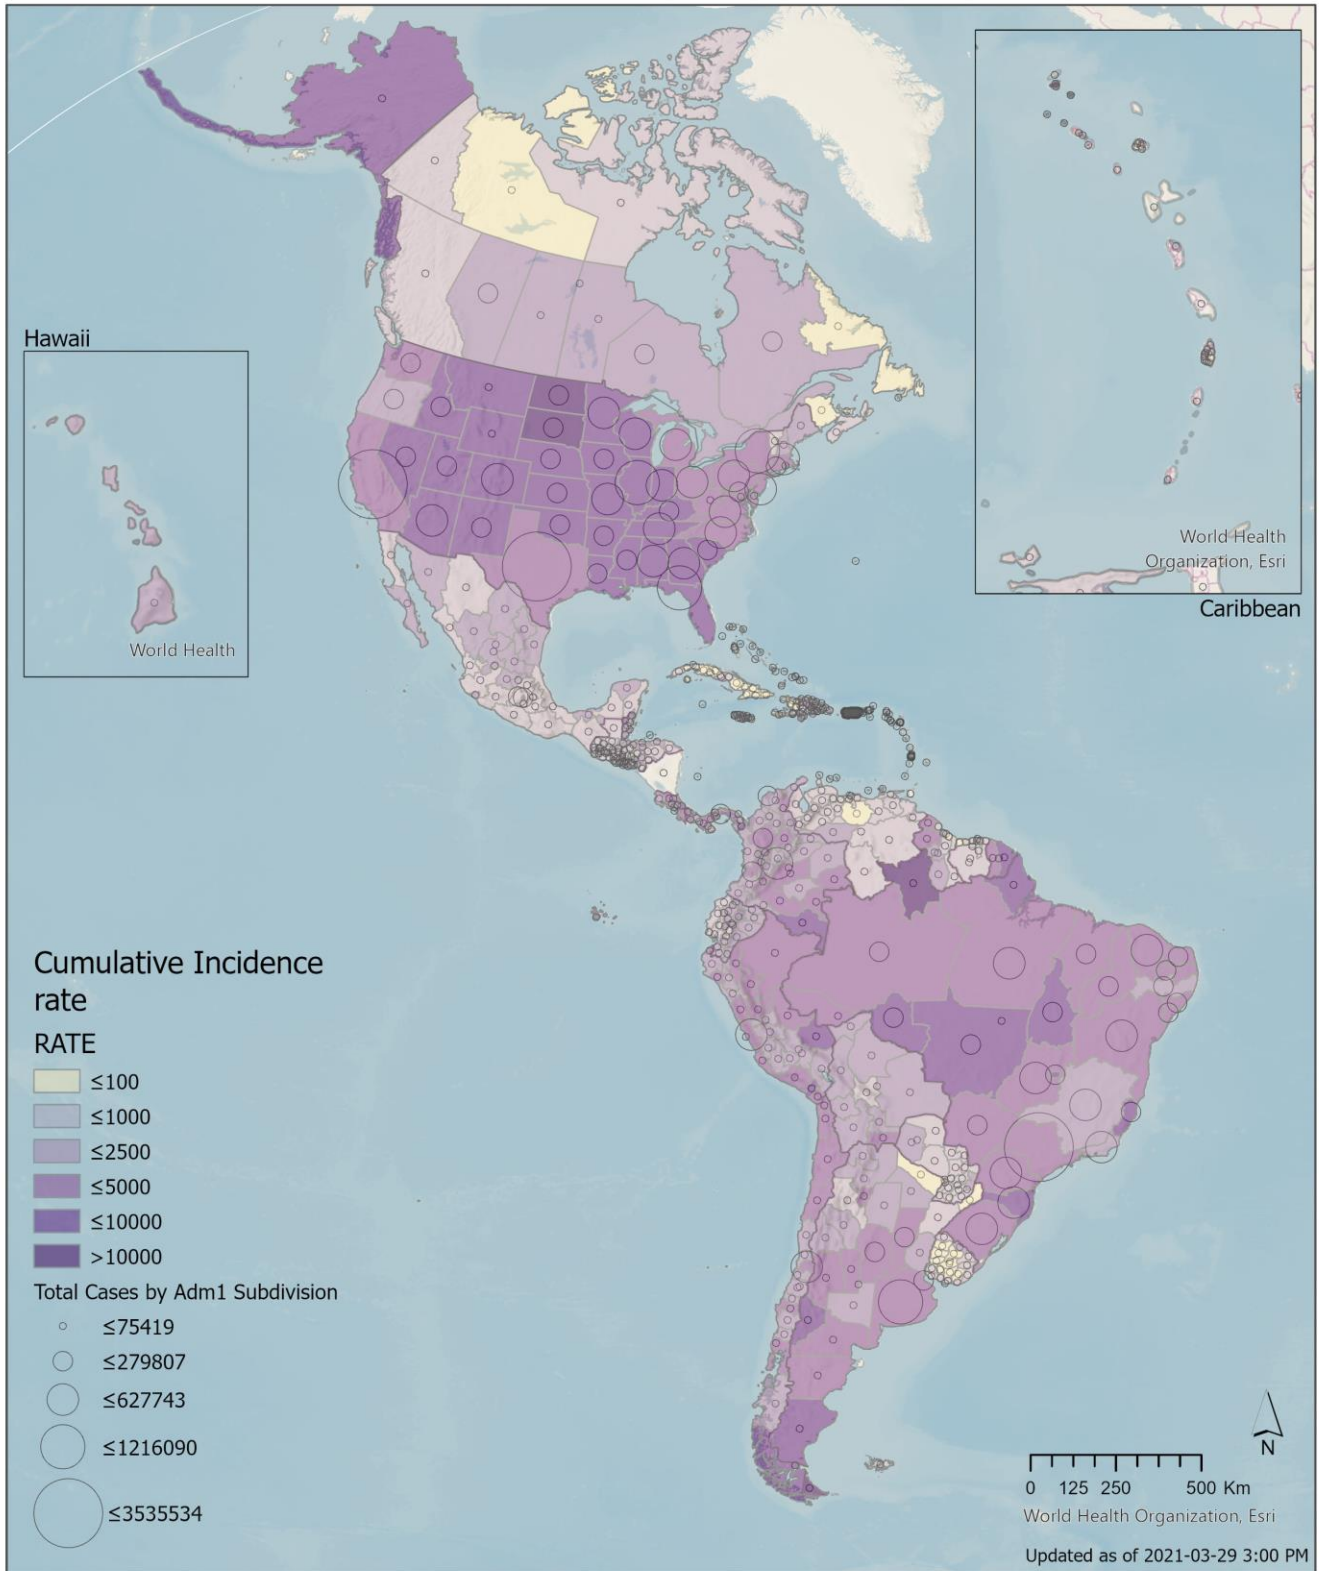 Hawaii
World Health
World Health
Organization, Esri
Caribbean
Cumulative Incidence
rate
RATE
≤100
≤1000
≤2500
≤5000
≤10000
>10000
Total Cases by Adm1 Subdivision
≤75419
≤279807
≤627743
≤1216090
≤3535534
N
0 125 250 500 Km
World Health Organization, Esri
Updated as of 2021-03-29 3:00 PM